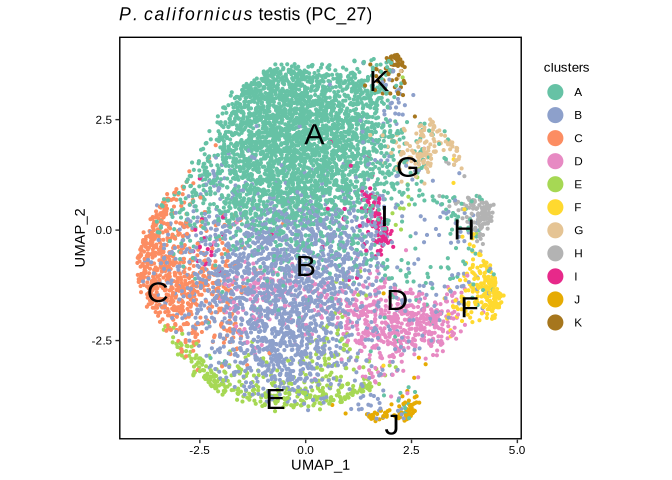 P. californicus testis (PC_27)
clusters
A
B
C
D
E
F
G
H
I
J
K
K
A
G
I
H
B
C
D
F
E
J
2.5
0.0
-2.5
UMAP_2
-2.5 0.0 2.5 5.0
UMAP_1